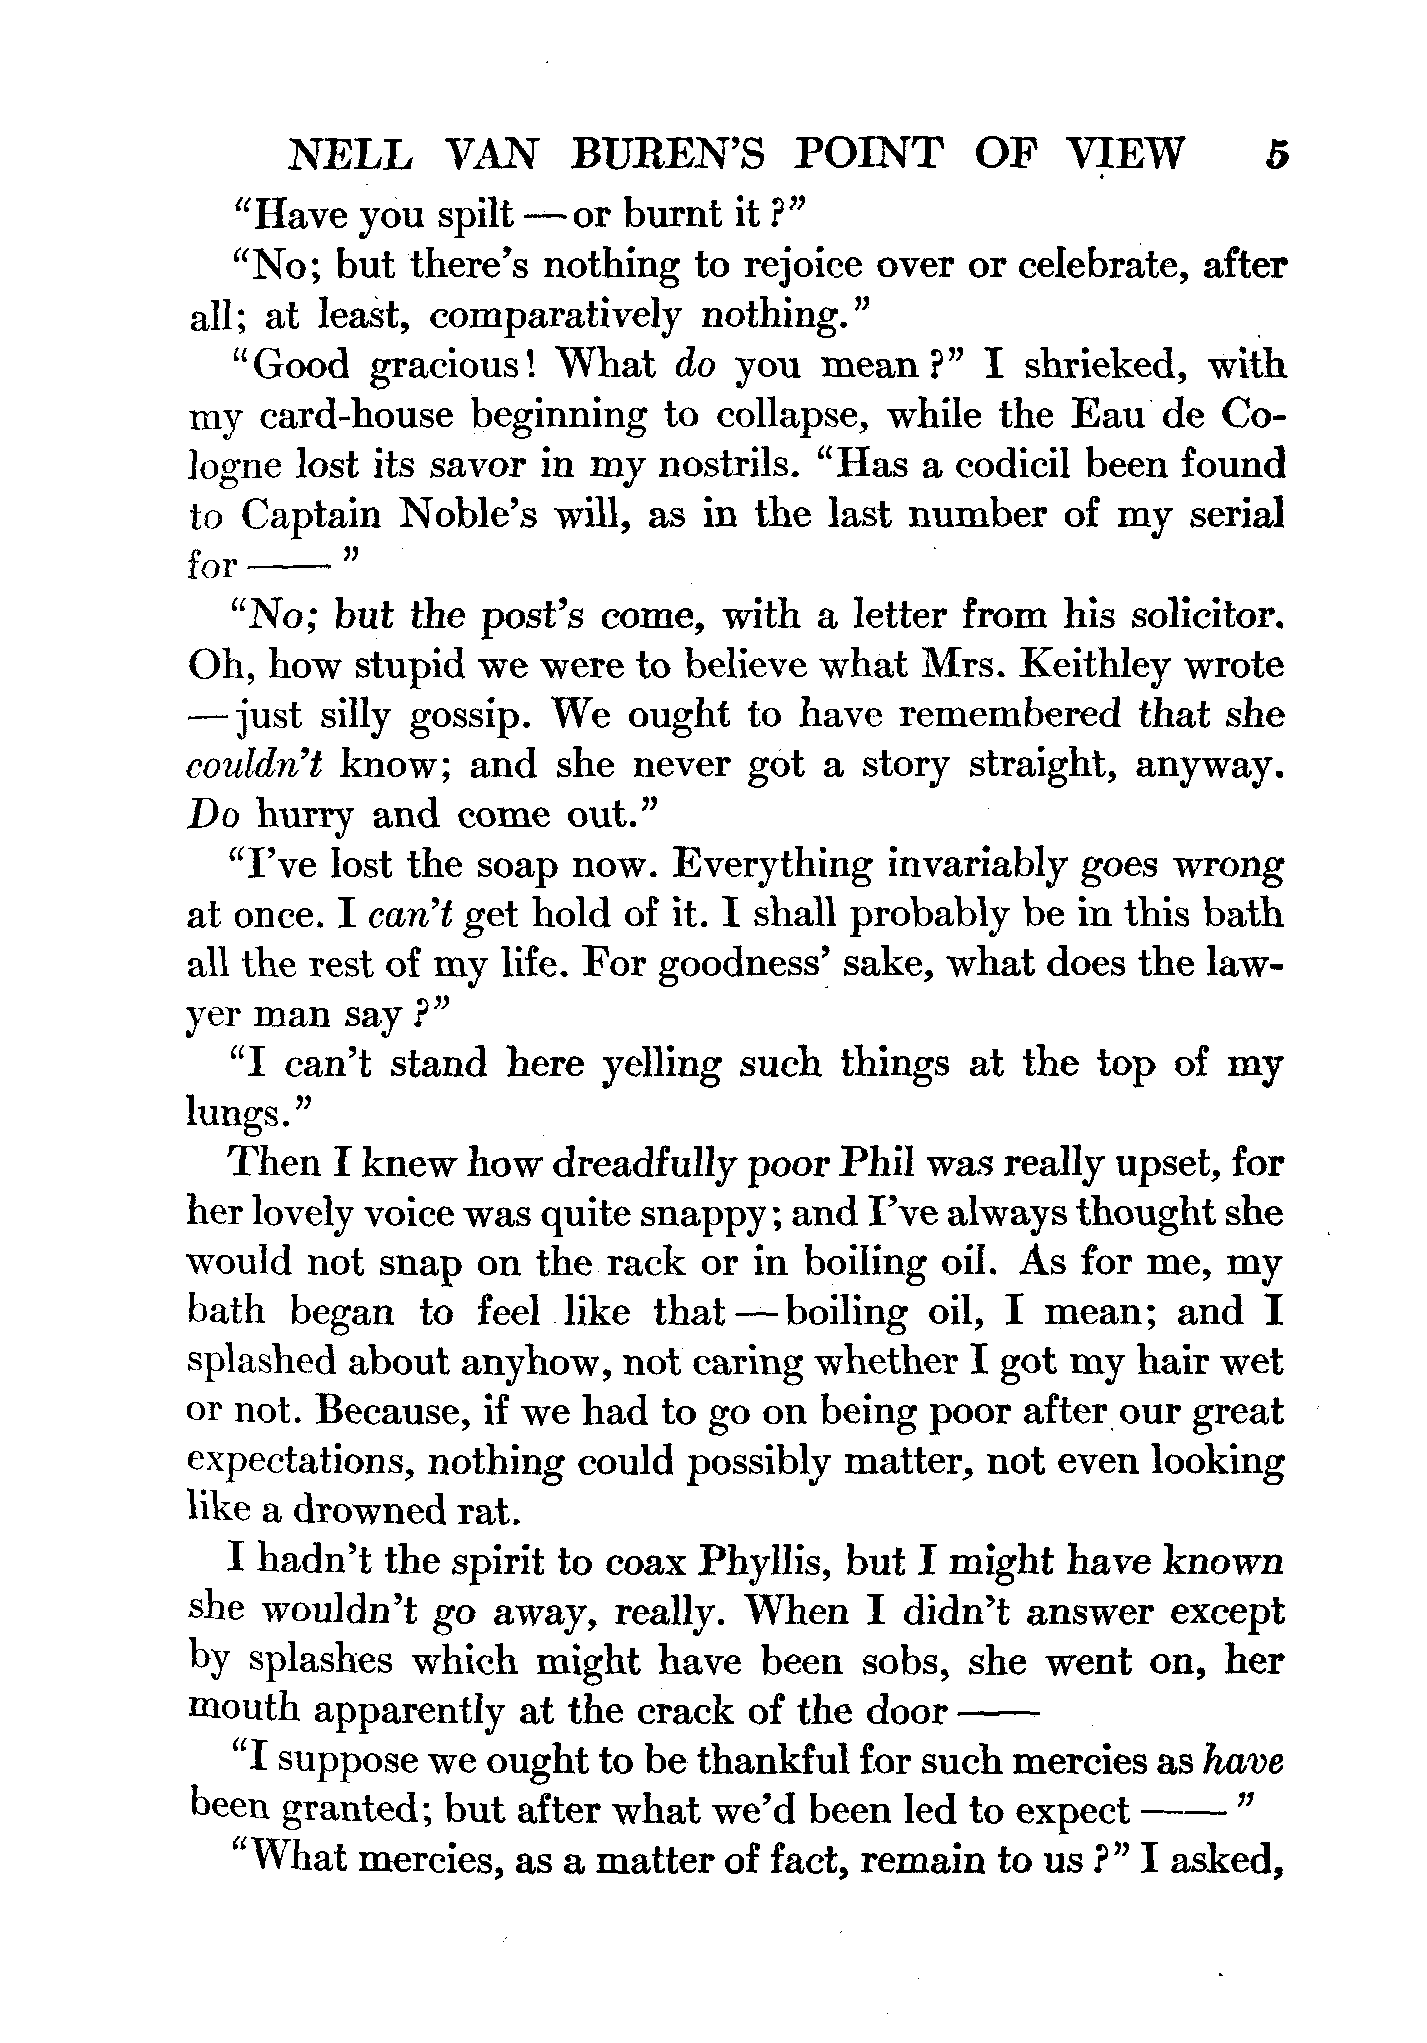 NELL VAN BUREN'S POINT OF VIEW 5
"Have you spilt — or burnt it?"
"No; but there's nothing to rejoice over or celebrate, after
all; at least, comparatively nothing."
"Good gracious! What do you mean?" I shrieked, with
my card-house beginning to collapse, while the Eau de Co-
logne lost its savor in my nostrils. "Has a codicil been found
to Captain Noble's will, as in the last number of my serial
for —— "
"No; but the post's come, with a letter from his solicitor.
Oh, how stupid we were to believe what Mrs. Keithley wrote
— just silly gossip. We ought to have remembered that she
couldn't know; and she never got a story straight, anyway.
Do hurry and come out."
"I've lost the soap now. Everything invariably goes wrong
at once. I can't get hold of it. I shall probably be in this bath
all the rest of my life. For goodness' sake, what does the law-
yer man say?"
"I can't stand here yelling such things at the top of my
lungs."
Then I knew how dreadfully poor Phil was really upset, for
her lovely voice was quite snappy; and I've always thought she
would not snap on the rack or in boiling oil. As for me, my
bath began to feel like that — boiling oil, I mean; and I
splashed about anyhow, not caring whether I got my hair wet
or not. Because, if we had to go on being poor after our great
expectations, nothing could possibly matter, not even looking
like a drowned rat.
I hadn't the spirit to coax Phyllis, but I might have known
she wouldn't go away, really. When I didn't answer except
by splashes which might have been sobs, she went on, her
mouth apparently at the crack of the door ——
"I suppose we ought to be thankful for such mercies as have
been granted; but after what we'd been led to expect —— "
"What mercies, as a matter of fact, remain to us?" I asked,